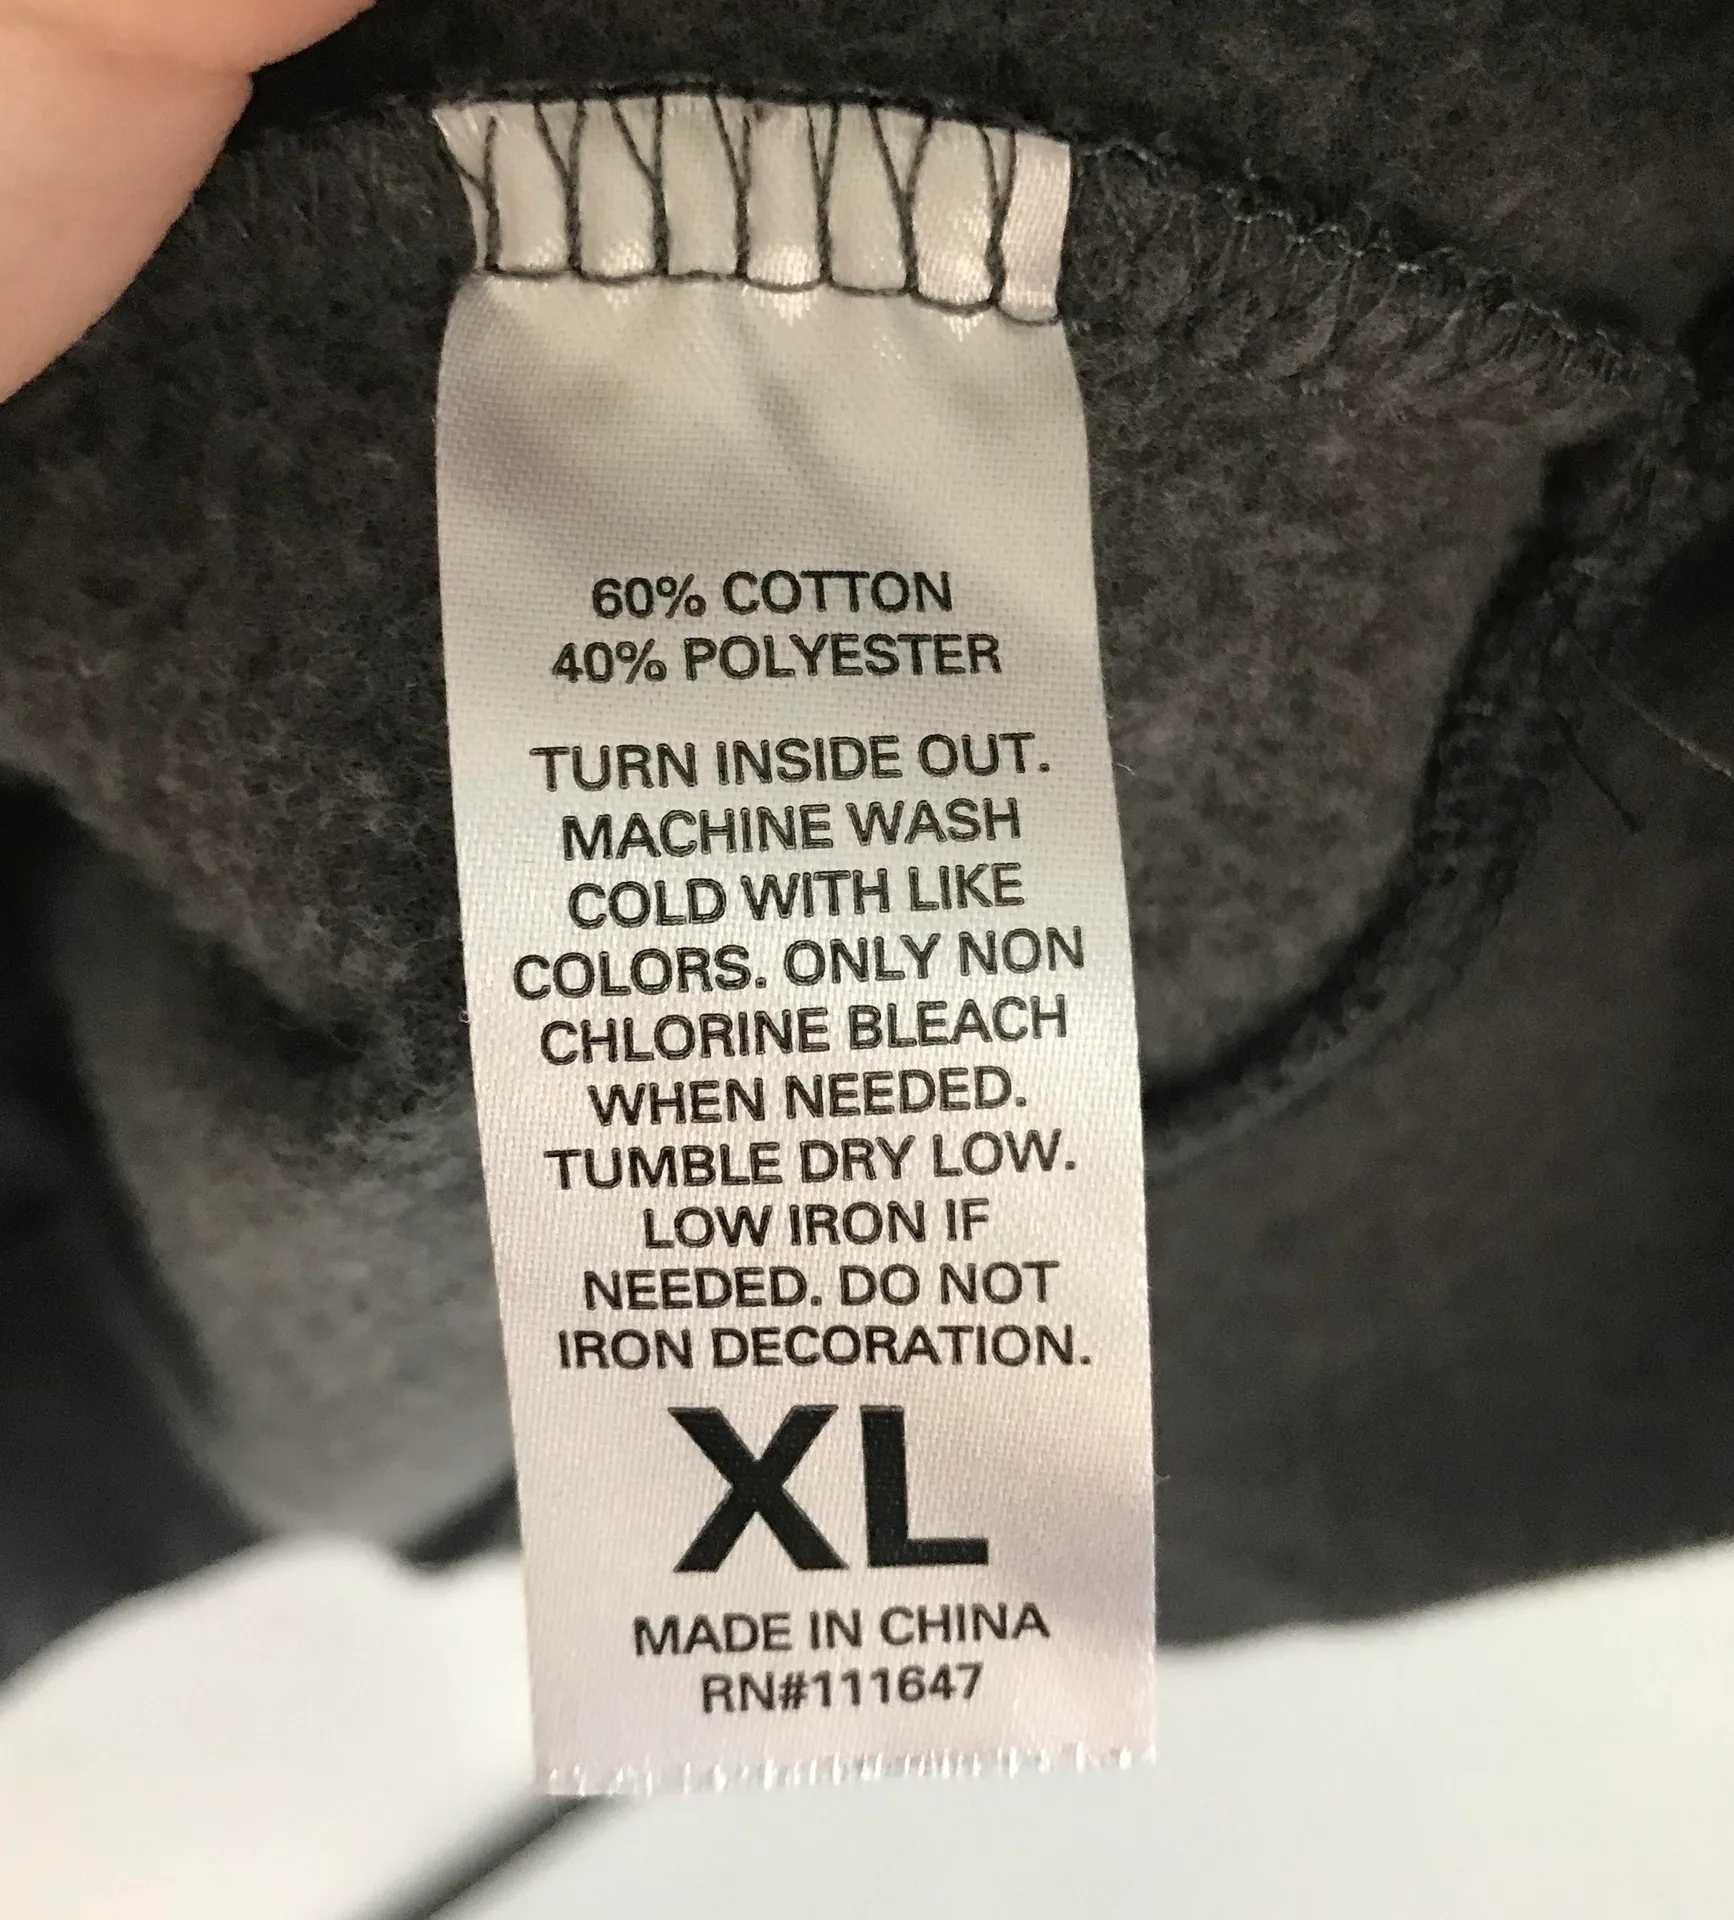 60% COTTON
40% POLYESTER
TURN INSIDE OUT.
MACHINE WASH
COLD WITH LIKE
COLORS. ONLY NON
CHLORINE BLEACH
WHEN NEEDED.
TUMBLE DRY LOW.
LOW IRON IF
NEEDED. DO NOT
IRON DECORATION.
XL
MADE IN CHINA
RN#111647